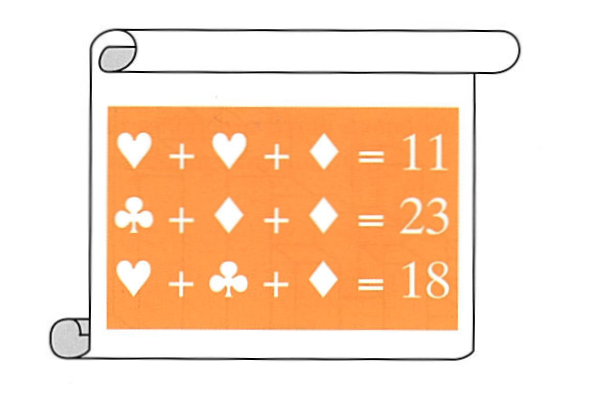 ♥ + ♥ + ♦ = 11
♣ + ♦ + ♦ = 23
♥ + ♣ + ♦ = 18